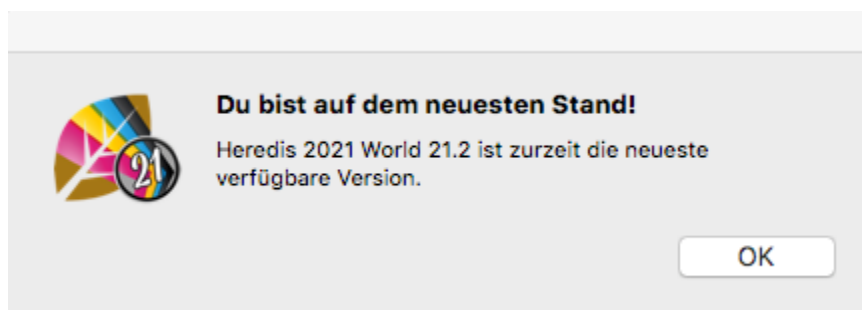 Du bist auf dem neuesten Stand!
Heredis 2021 World 21.2 ist zurzeit die neueste
verfügbare Version.
21
OK